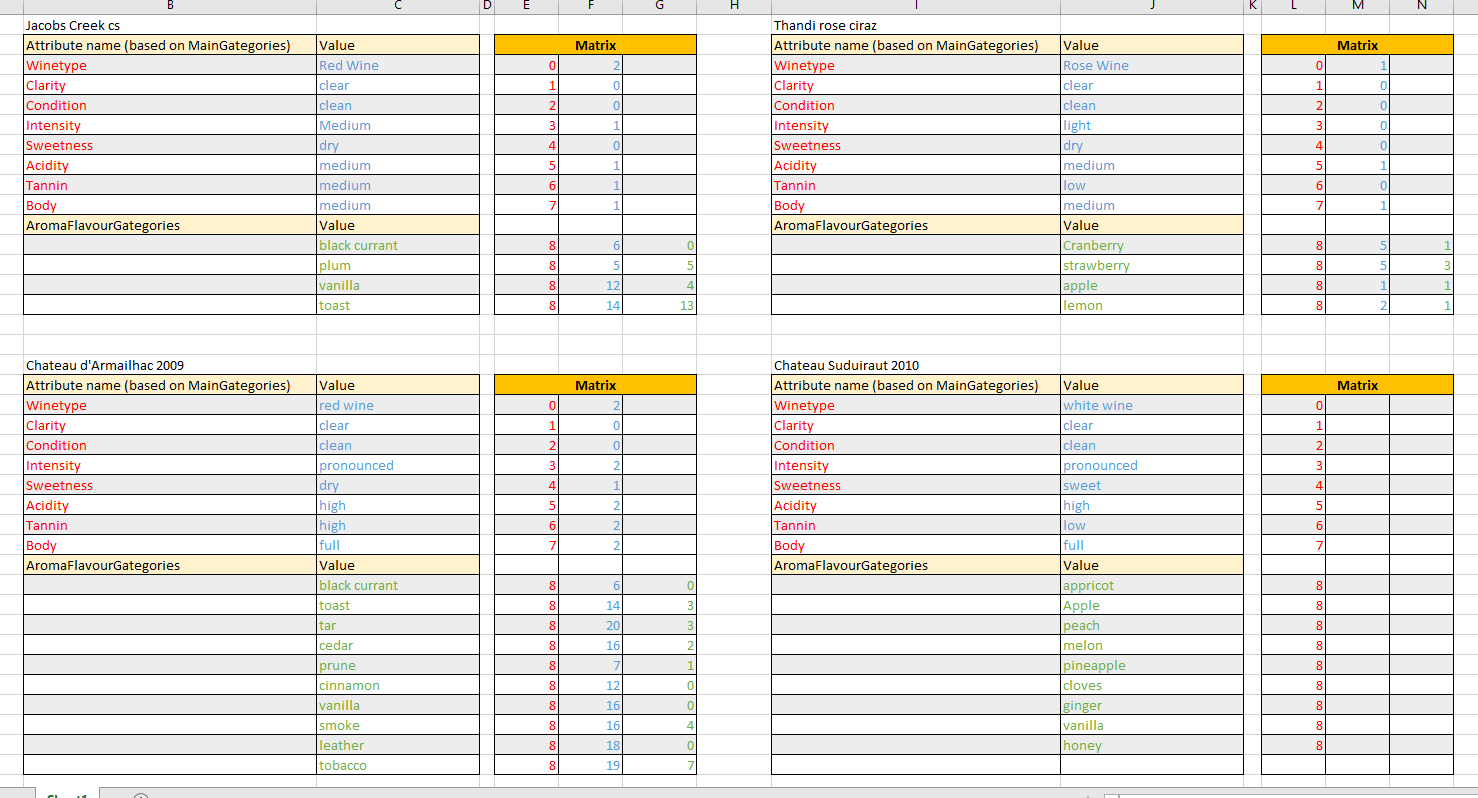 B C D E F G H I J K L M N
Jacobs Creek cs Thandi rose ciraz
Attribute name (based on MainGategories) Value Matrix Attribute name (based on MainGategories) Value Matrix
Winetype Red Wine 0 2 Winetype Rose Wine 0 1
Clarity clear 1 0 Clarity clear 1 0
Condition clean 2 0 Condition clean 2 0
Intensity Medium 3 1 Intensity light 3 0
Sweetness dry 4 0 Sweetness dry 4 0
Acidity medium 5 1 Acidity medium 5 1
Tannin medium 6 1 Tannin low 6 0
Body medium 7 1 Body medium 7 1
AromaFlavourGategories Value AromaFlavourGategories Value
black currant 8 6 0 Cranberry 8 5 1
plum 8 5 5 strawberry 8 5 3
vanilla 8 12 4 apple 8 1 1
toast 8 14 13 lemon 8 2 1
Chateau d'Armailhac 2009 Chateau Suduiraut 2010
Attribute name (based on MainGategories) Value Matrix Attribute name (based on MainGategories) Value Matrix
Winetype red wine 0 2 Winetype white wine 0
Clarity clear 1 0 Clarity clear 1
Condition clean 2 0 Condition clean 2
Intensity pronounced 3 2 Intensity pronounced 3
Sweetness dry 4 1 Sweetness sweet 4
Acidity high 5 2 Acidity high 5
Tannin high 6 2 Tannin low 6
Body full 7 2 Body full 7
AromaFlavourGategories Value AromaFlavourGategories Value
black currant 8 6 0 appricot 8
toast 8 14 3 Apple 8
tar 8 20 3 peach 8
cedar 8 16 2 melon 8
prune 8 7 1 pineapple 8
cinnamon 8 12 0 cloves 8
vanilla 8 16 0 ginger 8
smoke 8 16 4 vanilla 8
leather 8 18 0 honey 8
tobacco 8 19 7